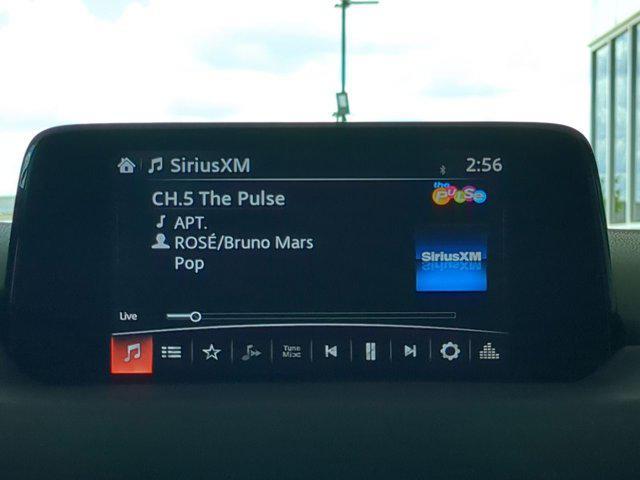 SiriusXM 2:56
CH.5 The Pulse
the PULSE
APT.
ROSÉ/Bruno Mars
Pop
SiriusXM
Live
Tune
Mix